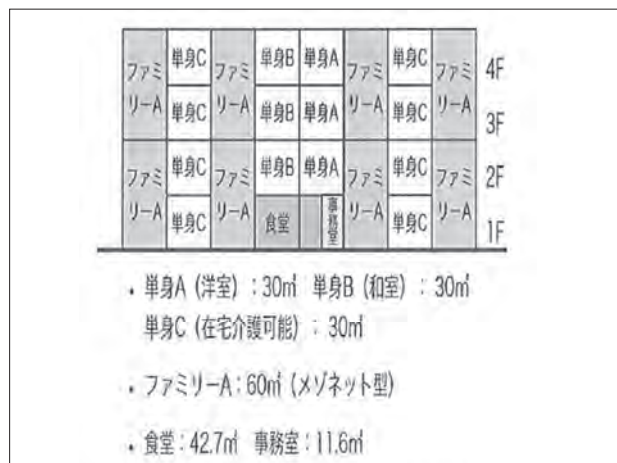 単身C 単身B 単身A 単身C 4F
ファミリーA ファミリーA ファミリーA ファミリーA
単身C 単身B 単身A 単身C 3F
単身C 単身B 単身A 単身C 2F
ファミリーA ファミリーA ファミリーA ファミリーA
単身C 食堂 事務室 単身C 1F
・単身A (洋室) : 30㎡ 単身B (和室) : 30㎡
単身C (在宅介護可能) : 30㎡
・ファミリーA : 60㎡ (メゾネット型)
・食堂 : 42.7㎡ 事務室 : 11.6㎡